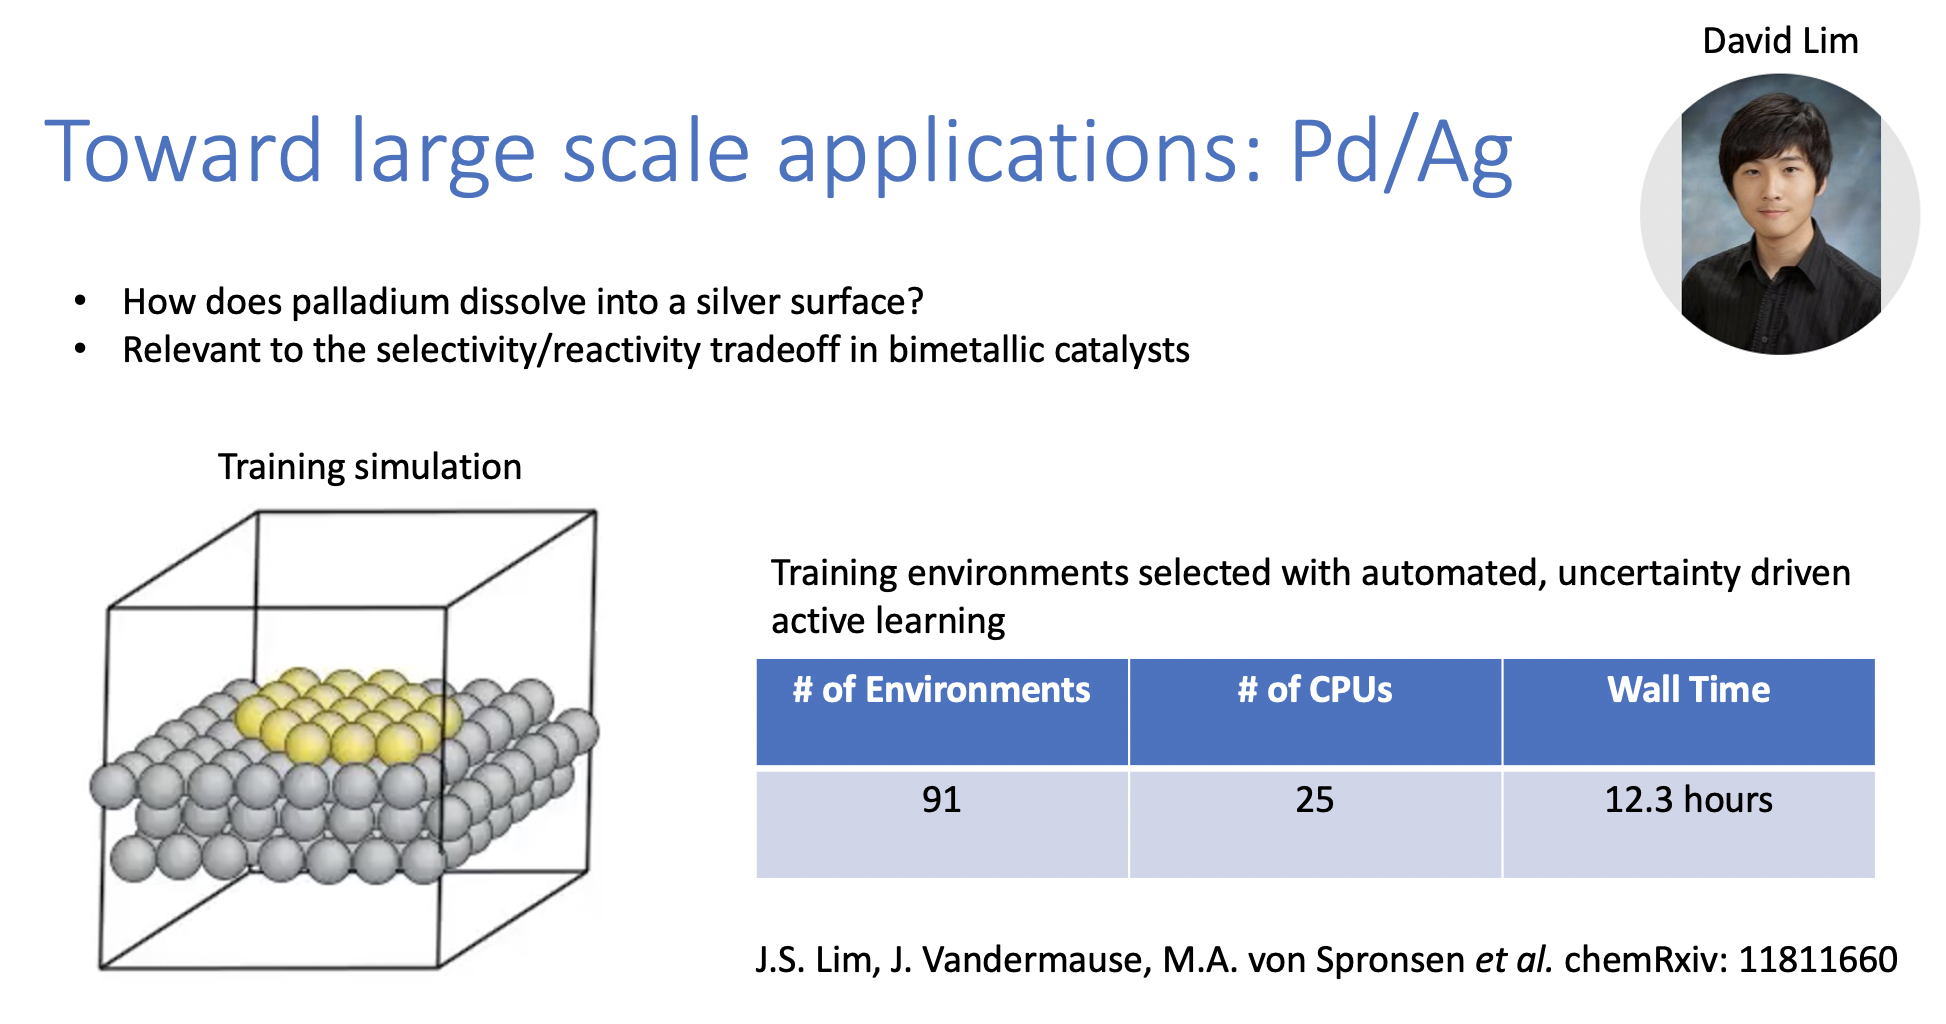 David Lim
Toward large scale applications: Pd/Ag
• How does palladium dissolve into a silver surface?
• Relevant to the selectivity/reactivity tradeoff in bimetallic catalysts
Training simulation
Training environments selected with automated, uncertainty driven
active learning
# of Environments # of CPUs Wall Time
91 25 12.3 hours
J.S. Lim, J. Vandermause, M.A. von Spronsen et al. chemRxiv: 11811660